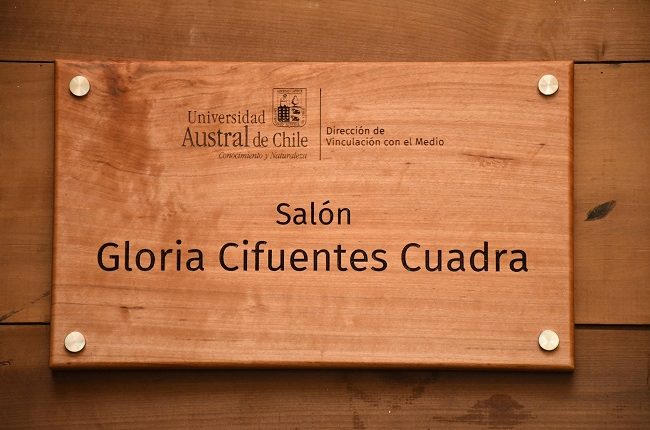 Universidad
Austral de Chile
Conocimiento y Naturaleza
Dirección de
Vinculación con el Medio
Salón
Gloria Cifuentes Cuadra